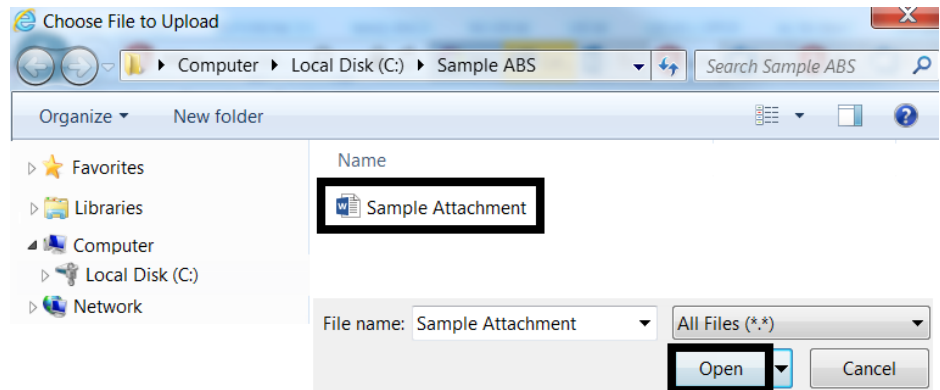 Choose File to Upload
X
Computer Local Disk (C:) Sample ABS
Search Sample ABS
Organize New folder
?
Name
Favorites
W Sample Attachment
Libraries
Computer
Local Disk (C:)
Network
File name: Sample Attachment
All Files (*.*)
Open Cancel